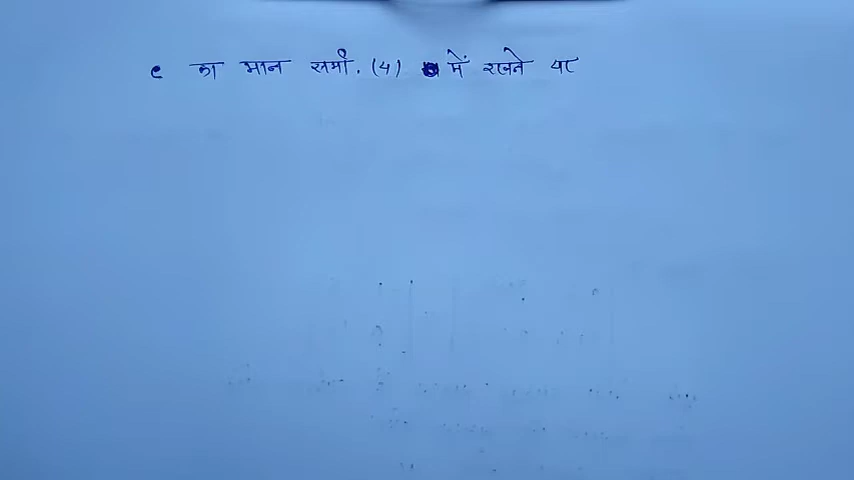 c का मान समी. (4) में रखने पर